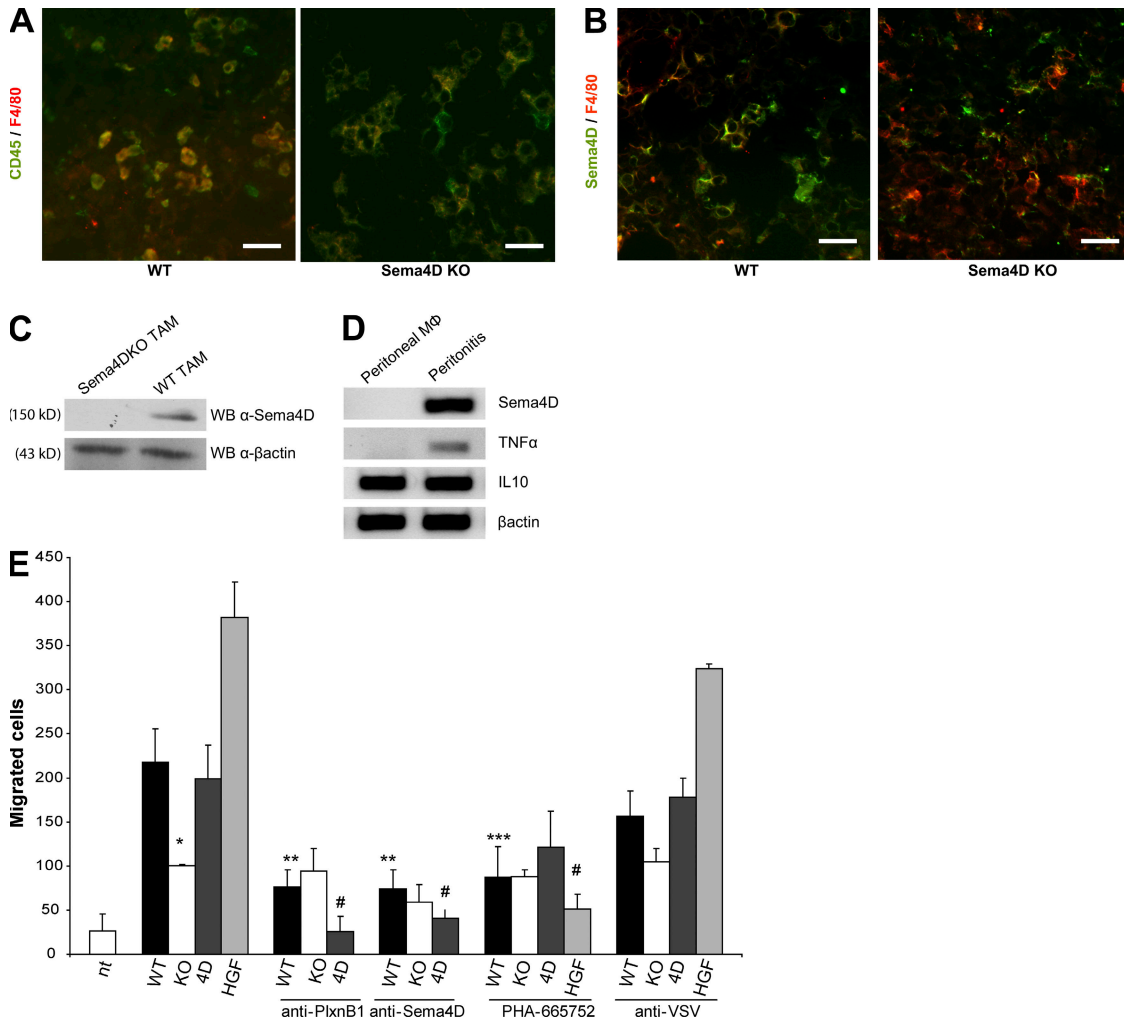 A
B
CD45 / F4/80
WT
Sema4D KO
Sema4D / F4/80
WT
Sema4D KO
C
Sema4DKO TAM
WT TAM
(150 kD)
WB α-Sema4D
(43 kD)
WB α-βactin
D
Peritoneal MΦ
Peritonitis
Sema4D
TNFα
IL10
βactin
E
Migrated cells
450
400
350
300
250
200
150
100
50
0
*
**
#
**
#
***
#
nt
WT
KO
4D
HGF
WT
KO
4D
WT
KO
4D
WT
KO
4D
HGF
WT
KO
4D
HGF
anti-PlxnB1
anti-Sema4D
PHA-665752
anti-VSV